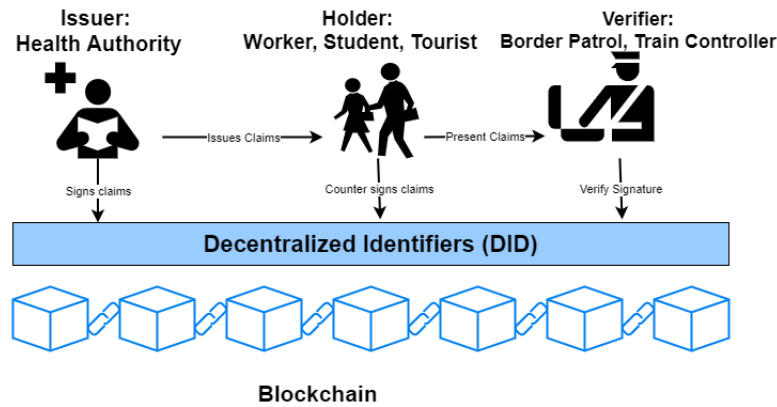 Issuer:
Health Authority
Holder:
Worker, Student, Tourist
Verifier:
Border Patrol, Train Controller
Issues Claims
Present Claims
Signs claims
Counter signs claims
Verify Signature
Decentralized Identifiers (DID)
Blockchain